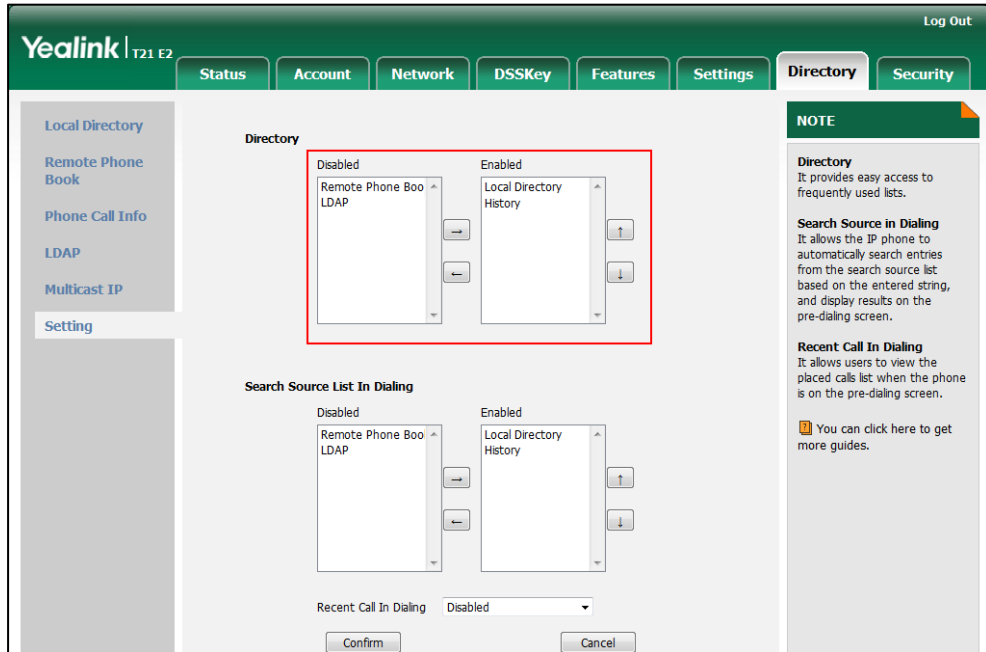 Log Out
Yealink T21 E2
Status Account Network DSSKey Features Settings Directory Security
Local Directory
Remote Phone
Book
Phone Call Info
LDAP
Multicast IP
Setting
Directory
Disabled Enabled
Remote Phone Boo
LDAP
Local Directory
History
→
←
↑
↓
Search Source List In Dialing
Disabled Enabled
Remote Phone Boo
LDAP
Local Directory
History
→
←
↑
↓
Recent Call In Dialing Disabled
Confirm Cancel
NOTE
Directory
It provides easy access to
frequently used lists.
Search Source in Dialing
It allows the IP phone to
automatically search entries
from the search source list
based on the entered string,
and display results on the
pre-dialing screen.
Recent Call In Dialing
It allows users to view the
placed calls list when the phone
is on the pre-dialing screen.
You can click here to get
more guides.